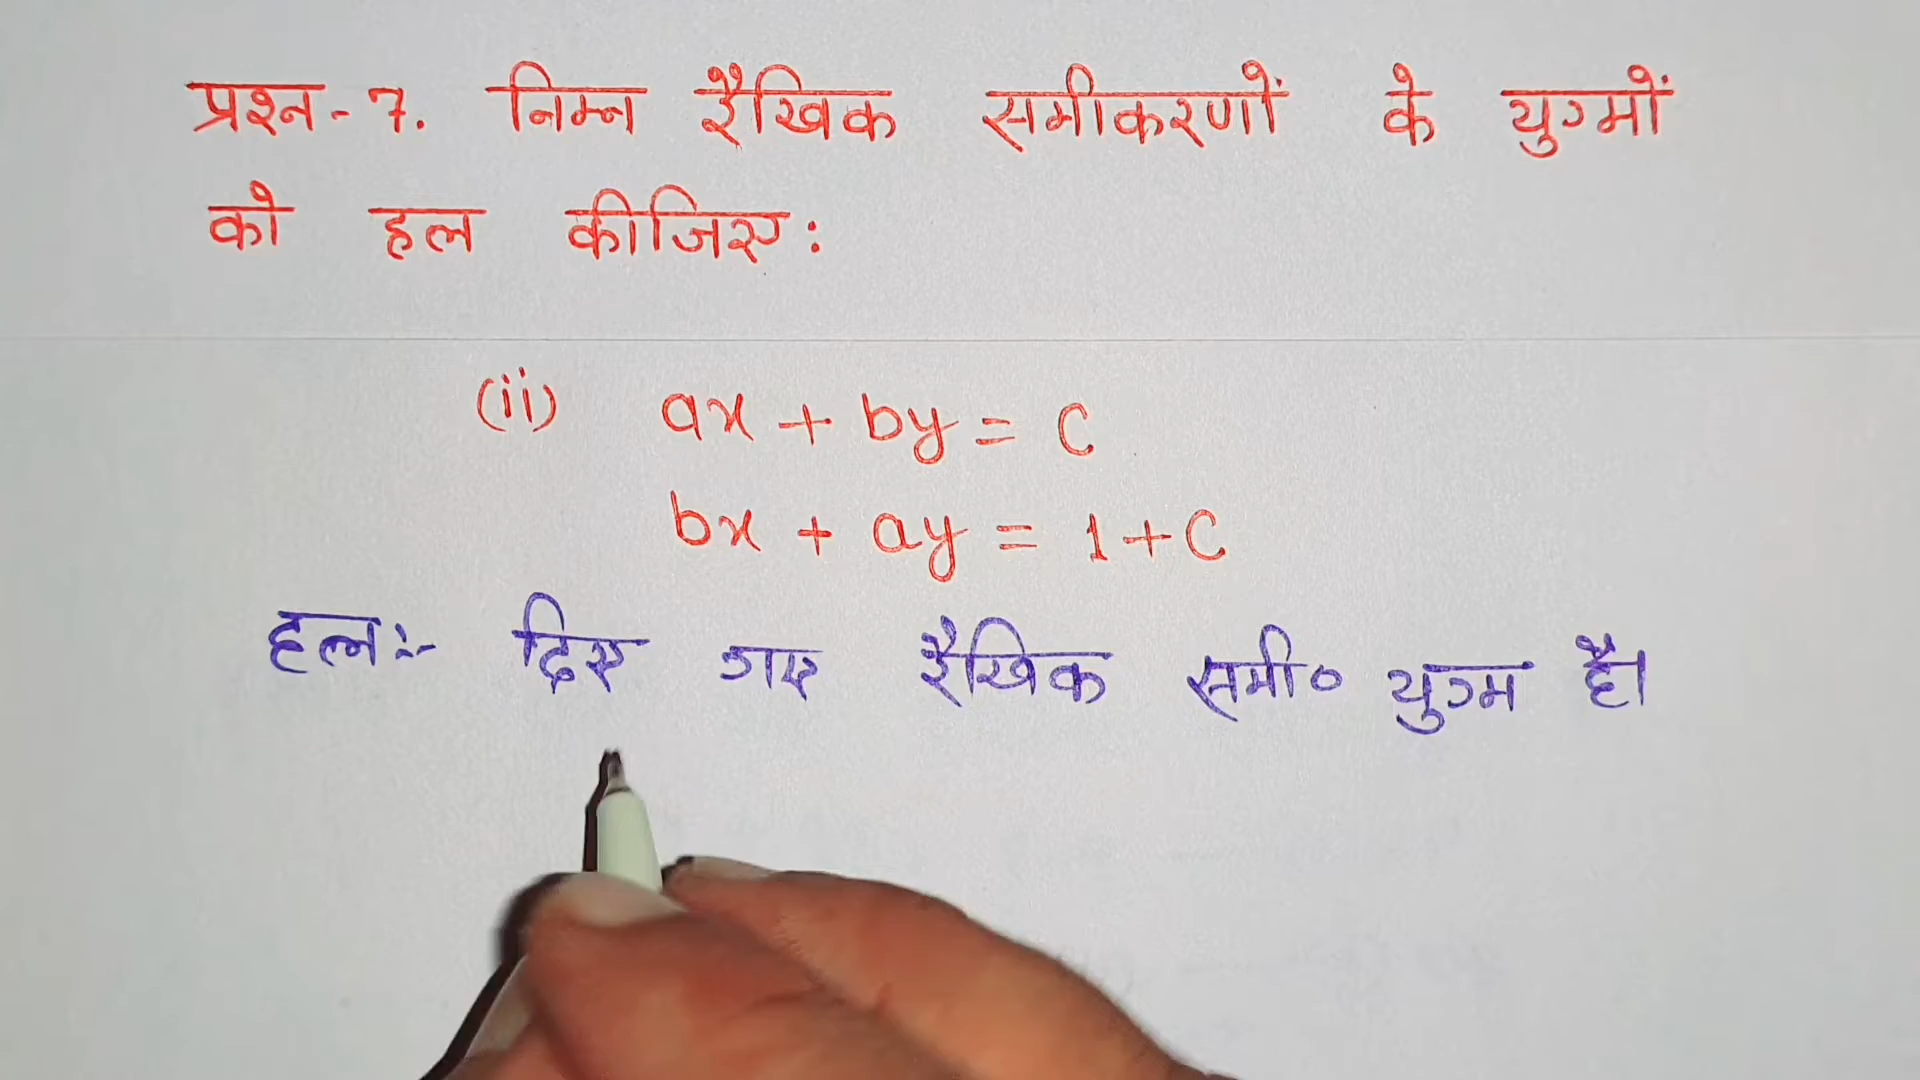 प्रश्न-7. निम्न रैखिक समीकरणों के युग्मों
को हल कीजिए:
(ii) ax + by = c
bx + ay = 1+c
हल:- दिए गए रैखिक समी० युग्म है।